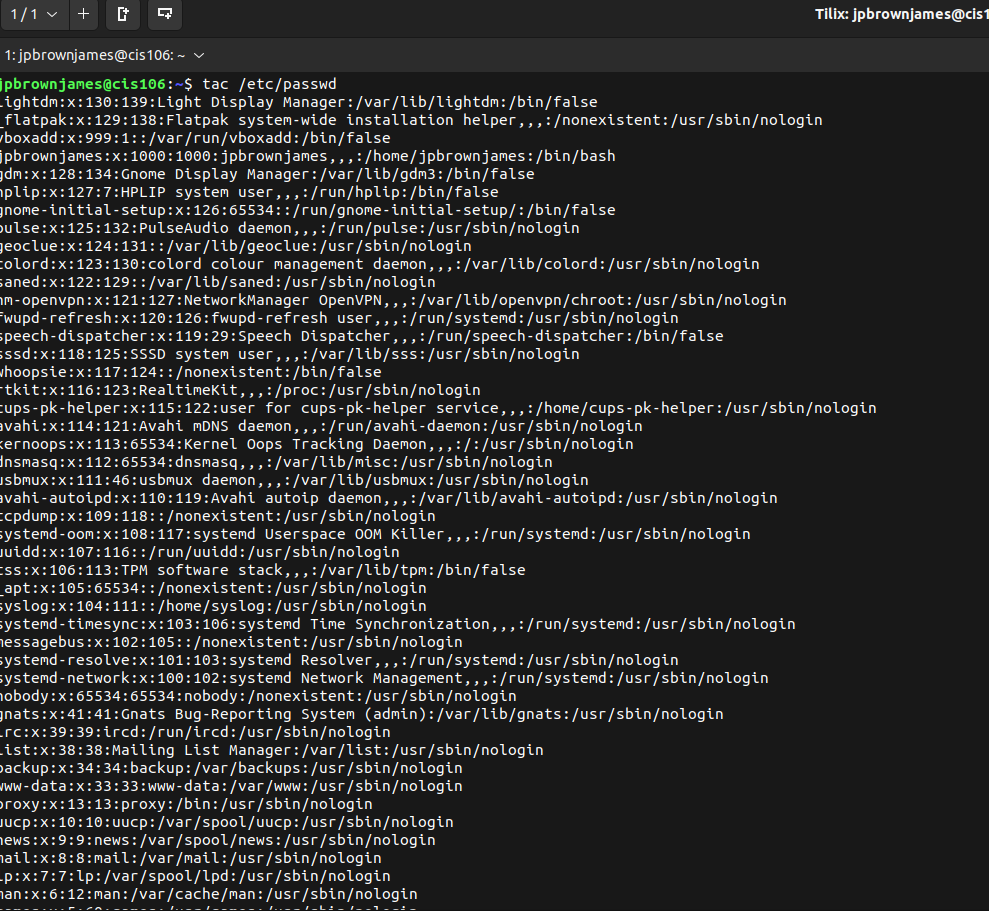 1 / 1
Tilix: jpbrownjames@cis1
1: jpbrownjames@cis106: ~
jpbrownjames@cis106:~$ tac /etc/passwd
lightdm:x:130:139:Light Display Manager:/var/lib/lightdm:/bin/false
_flatpak:x:129:138:Flatpak system-wide installation helper,,,:/nonexistent:/usr/sbin/nologin
vboxadd:x:999:1::/var/run/vboxadd:/bin/false
jpbrownjames:x:1000:1000:jpbrownjames,,,:/home/jpbrownjames:/bin/bash
gdm:x:128:134:Gnome Display Manager:/var/lib/gdm3:/bin/false
hplip:x:127:7:HPLIP system user,,,:/run/hplip:/bin/false
gnome-initial-setup:x:126:65534::/run/gnome-initial-setup/:/bin/false
pulse:x:125:132:PulseAudio daemon,,,:/run/pulse:/usr/sbin/nologin
geoclue:x:124:131::/var/lib/geoclue:/usr/sbin/nologin
colord:x:123:130:colord colour management daemon,,,:/var/lib/colord:/usr/sbin/nologin
saned:x:122:129::/var/lib/saned:/usr/sbin/nologin
nm-openvpn:x:121:127:NetworkManager OpenVPN,,,:/var/lib/openvpn/chroot:/usr/sbin/nologin
fwupd-refresh:x:120:126:fwupd-refresh user,,,:/run/systemd:/usr/sbin/nologin
speech-dispatcher:x:119:29:Speech Dispatcher,,,:/run/speech-dispatcher:/bin/false
sssd:x:118:125:SSSD system user,,,:/var/lib/sss:/usr/sbin/nologin
whoopsie:x:117:124::/nonexistent:/bin/false
rtkit:x:116:123:RealtimeKit,,,:/proc:/usr/sbin/nologin
cups-pk-helper:x:115:122:user for cups-pk-helper service,,,:/home/cups-pk-helper:/usr/sbin/nologin
avahi:x:114:121:Avahi mDNS daemon,,,:/run/avahi-daemon:/usr/sbin/nologin
kernoops:x:113:65534:Kernel Oops Tracking Daemon,,,:/:/usr/sbin/nologin
dnsmasq:x:112:65534:dnsmasq,,,:/var/lib/misc:/usr/sbin/nologin
usbmux:x:111:46:usbmux daemon,,,:/var/lib/usbmux:/usr/sbin/nologin
avahi-autoipd:x:110:119:Avahi autoip daemon,,,:/var/lib/avahi-autoipd:/usr/sbin/nologin
tcpdump:x:109:118::/nonexistent:/usr/sbin/nologin
systemd-oom:x:108:117:systemd Userspace OOM Killer,,,:/run/systemd:/usr/sbin/nologin
uuidd:x:107:116::/run/uuidd:/usr/sbin/nologin
tss:x:106:113:TPM software stack,,,:/var/lib/tpm:/bin/false
_apt:x:105:65534::/nonexistent:/usr/sbin/nologin
syslog:x:104:111::/home/syslog:/usr/sbin/nologin
systemd-timesync:x:103:106:systemd Time Synchronization,,,:/run/systemd:/usr/sbin/nologin
messagebus:x:102:105::/nonexistent:/usr/sbin/nologin
systemd-resolve:x:101:103:systemd Resolver,,,:/run/systemd:/usr/sbin/nologin
systemd-network:x:100:102:systemd Network Management,,,:/run/systemd:/usr/sbin/nologin
nobody:x:65534:65534:nobody:/nonexistent:/usr/sbin/nologin
gnats:x:41:41:Gnats Bug-Reporting System (admin):/var/lib/gnats:/usr/sbin/nologin
irc:x:39:39:ircd:/run/ircd:/usr/sbin/nologin
list:x:38:38:Mailing List Manager:/var/list:/usr/sbin/nologin
backup:x:34:34:backup:/var/backups:/usr/sbin/nologin
www-data:x:33:33:www-data:/var/www:/usr/sbin/nologin
proxy:x:13:13:proxy:/bin:/usr/sbin/nologin
uucp:x:10:10:uucp:/var/spool/uucp:/usr/sbin/nologin
news:x:9:9:news:/var/spool/news:/usr/sbin/nologin
mail:x:8:8:mail:/var/mail:/usr/sbin/nologin
lp:x:7:7:lp:/var/spool/lpd:/usr/sbin/nologin
man:x:6:12:man:/var/cache/man:/usr/sbin/nologin